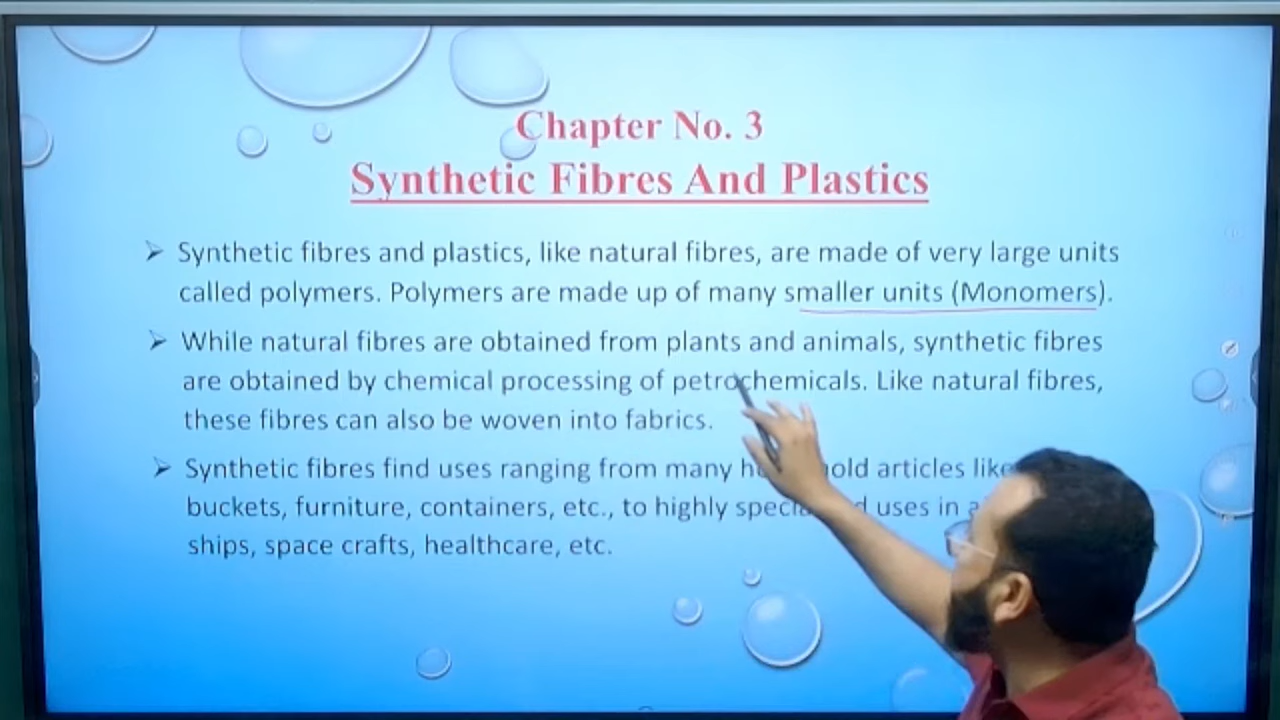 Chapter No. 3
Synthetic Fibres And Plastics
Synthetic fibres and plastics, like natural fibres, are made of very large units
called polymers. Polymers are made up of many smaller units (Monomers).
While natural fibres are obtained from plants and animals, synthetic fibres
are obtained by chemical processing of petrochemicals. Like natural fibres,
these fibres can also be woven into fabrics.
Synthetic fibres find uses ranging from many articles like
buckets, furniture, containers, etc., to highly uses in
ships, space crafts, healthcare, etc.